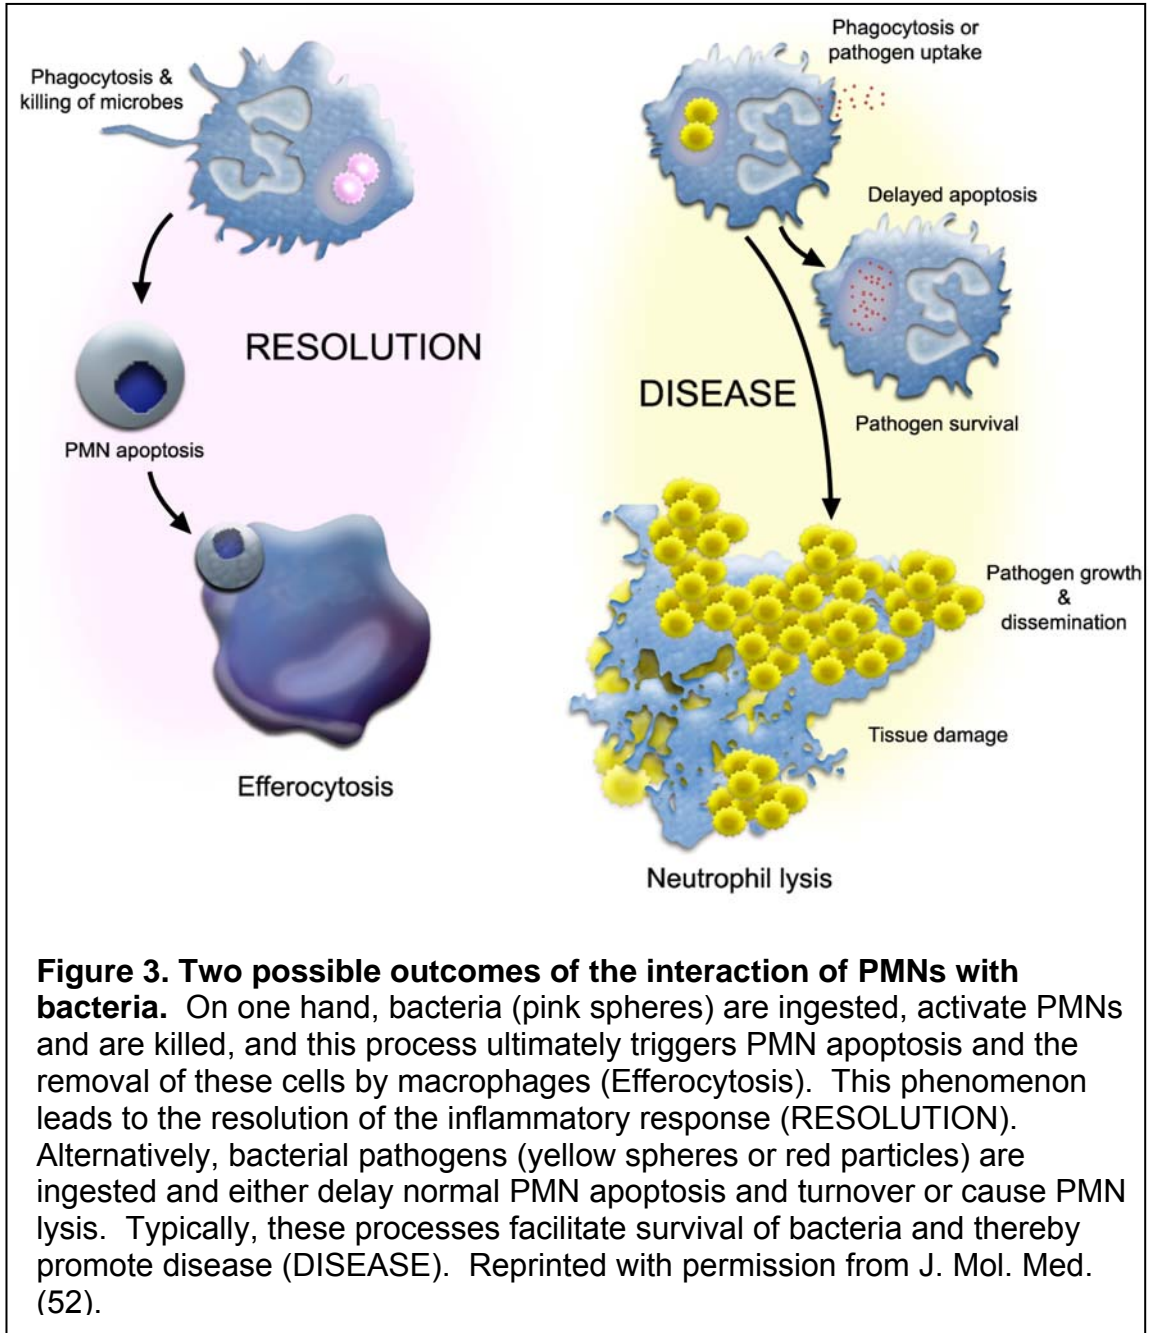 Phagocytosis &
killing of microbes
RESOLUTION
PMN apoptosis
Efferocytosis
Phagocytosis or
pathogen uptake
Delayed apoptosis
DISEASE
Pathogen survival
Pathogen growth
&
dissemination
Tissue damage
Neutrophil lysis
Figure 3. Two possible outcomes of the interaction of PMNs with
bacteria. On one hand, bacteria (pink spheres) are ingested, activate PMNs
and are killed, and this process ultimately triggers PMN apoptosis and the
removal of these cells by macrophages (Efferocytosis). This phenomenon
leads to the resolution of the inflammatory response (RESOLUTION).
Alternatively, bacterial pathogens (yellow spheres or red particles) are
ingested and either delay normal PMN apoptosis and turnover or cause PMN
lysis. Typically, these processes facilitate survival of bacteria and thereby
promote disease (DISEASE). Reprinted with permission from J. Mol. Med.
(52).